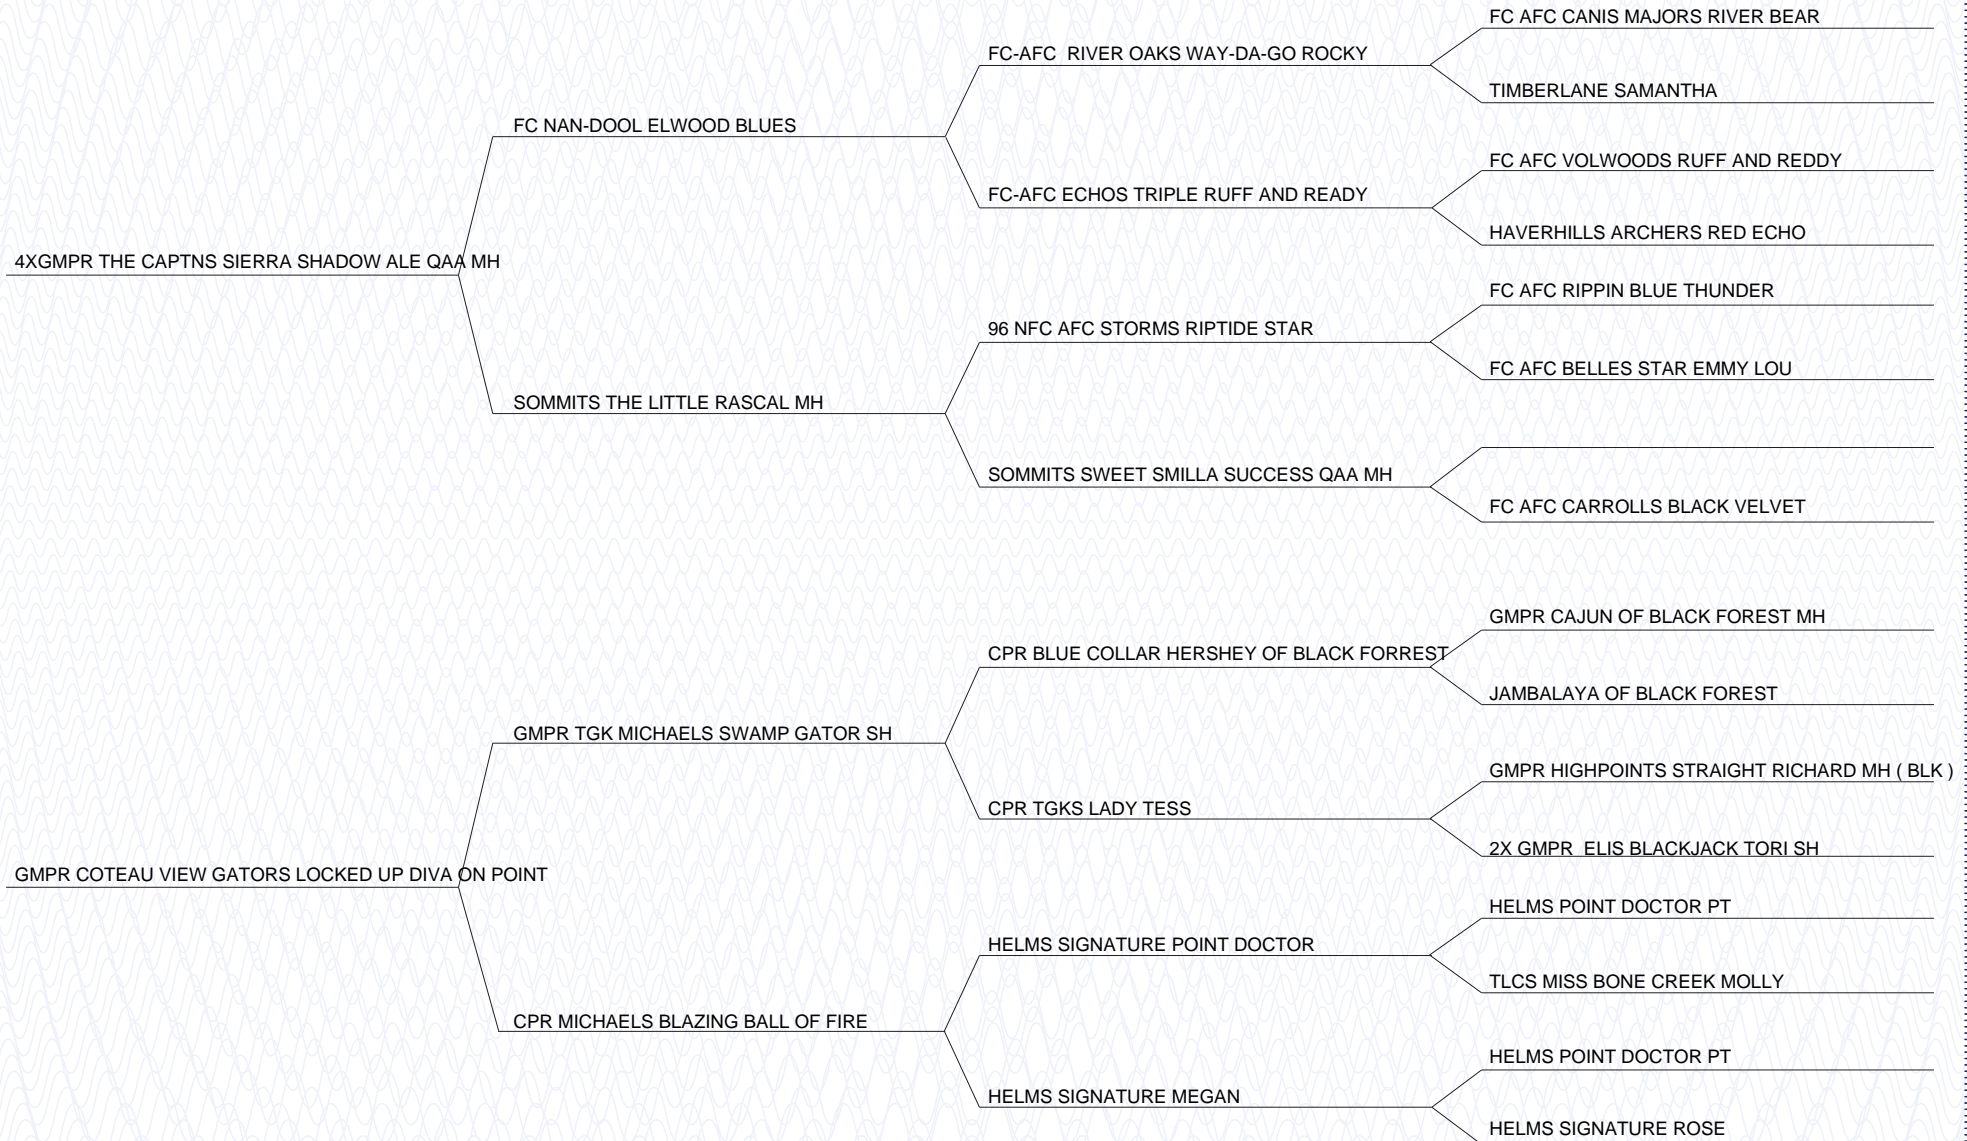 FC AFC CANIS MAJORS RIVER BEAR
FC-AFC  RIVER OAKS WAY-DA-GO ROCKY
TIMBERLANE SAMANTHA
FC NAN-DOOL ELWOOD BLUES
FC AFC VOLWOODS RUFF AND REDDY
FC-AFC ECHOS TRIPLE RUFF AND READY
HAVERHILLS ARCHERS RED ECHO
4XGMPR THE CAPTNS SIERRA SHADOW ALE QAA MH
FC AFC RIPPIN BLUE THUNDER
96 NFC AFC STORMS RIPTIDE STAR
FC AFC BELLES STAR EMMY LOU
SOMMITS THE LITTLE RASCAL MH
SOMMITS SWEET SMILLA SUCCESS QAA MH
FC AFC CARROLLS BLACK VELVET
GMPR CAJUN OF BLACK FOREST MH
CPR BLUE COLLAR HERSHEY OF BLACK FORREST
JAMBALAYA OF BLACK FOREST
GMPR TGK MICHAELS SWAMP GATOR SH
GMPR HIGHPOINTS STRAIGHT RICHARD MH ( BLK )
CPR TGKS LADY TESS
2X GMPR  ELIS BLACKJACK TORI SH
GMPR COTEAU VIEW GATORS LOCKED UP DIVA ON POINT
HELMS POINT DOCTOR PT
HELMS SIGNATURE POINT DOCTOR
TLCS MISS BONE CREEK MOLLY
CPR MICHAELS BLAZING BALL OF FIRE
HELMS POINT DOCTOR PT
HELMS SIGNATURE MEGAN
HELMS SIGNATURE ROSE